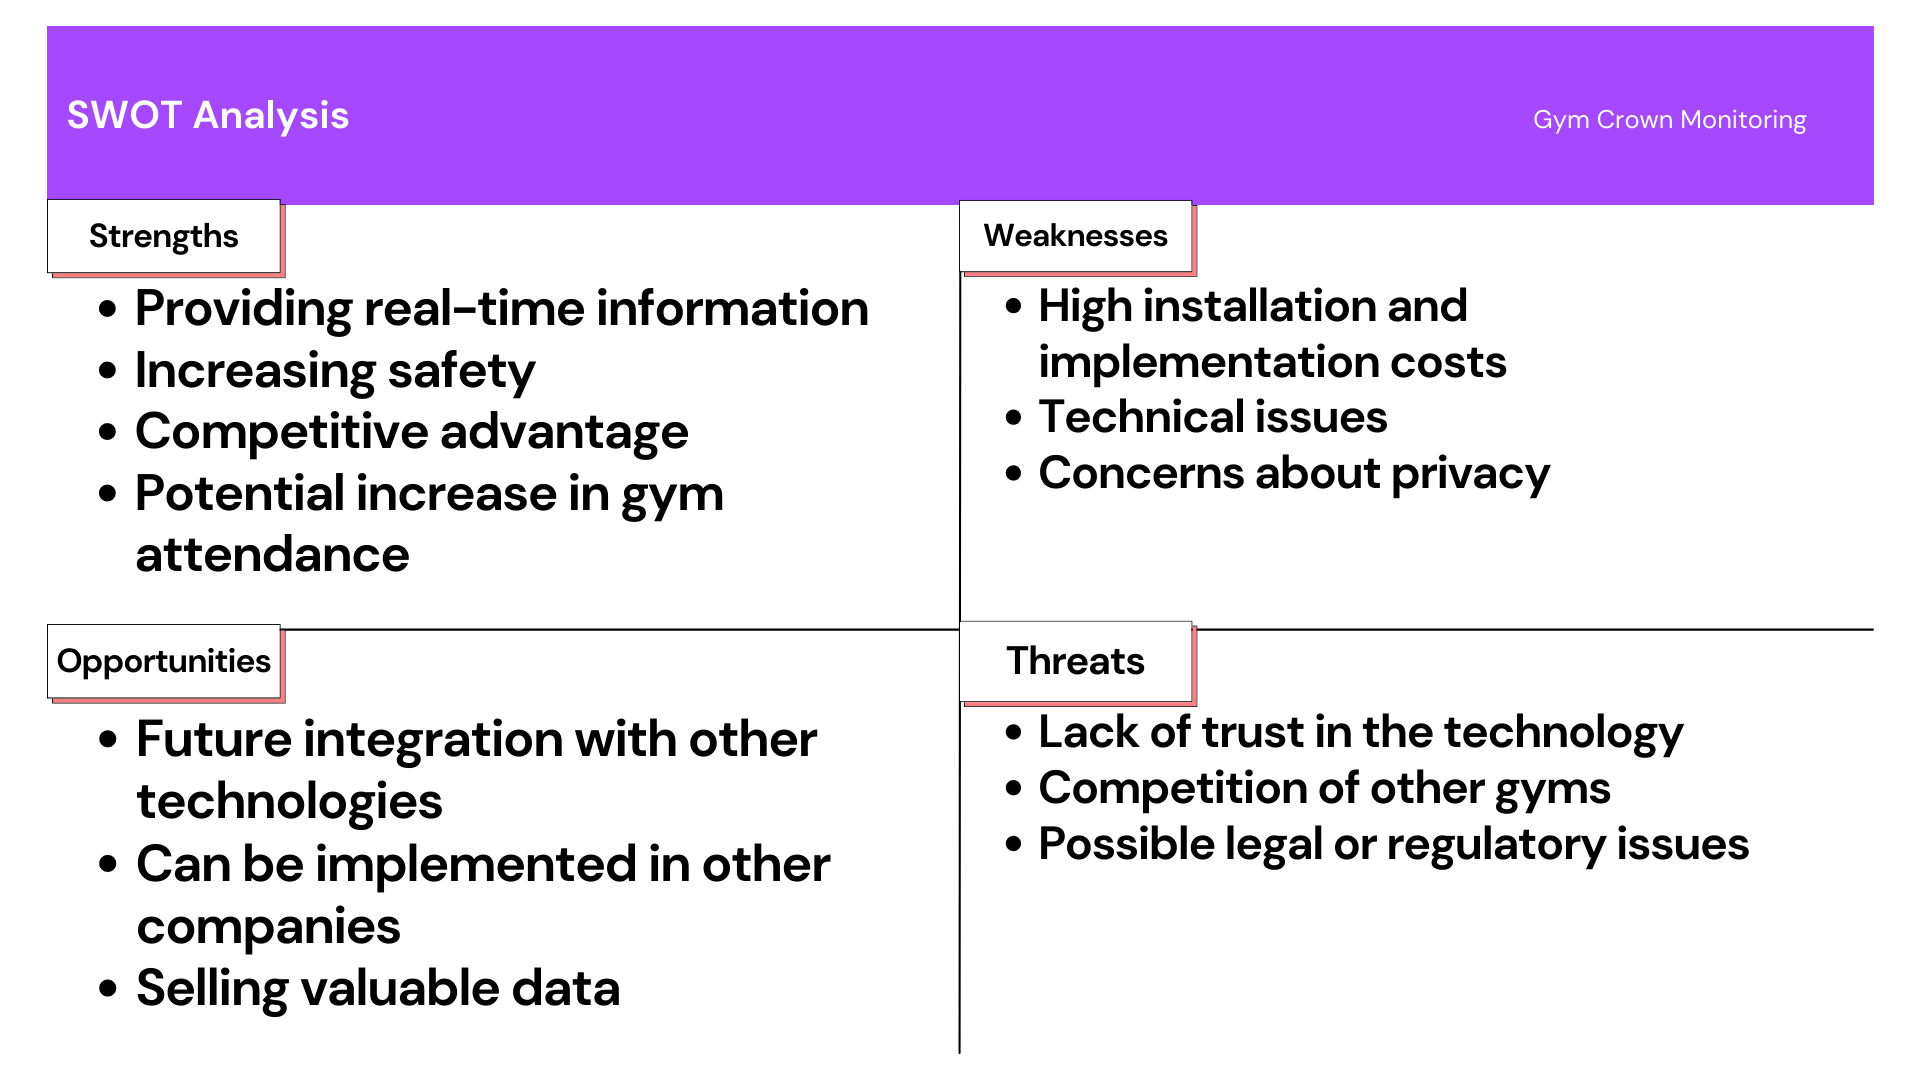 SWOT Analysis
Gym Crown Monitoring
Strengths
• Providing real-time information
• Increasing safety
• Competitive advantage
• Potential increase in gym
attendance
Weaknesses
• High installation and
implementation costs
• Technical issues
• Concerns about privacy
Opportunities
• Future integration with other
technologies
• Can be implemented in other
companies
• Selling valuable data
Threats
• Lack of trust in the technology
• Competition of other gyms
• Possible legal or regulatory issues